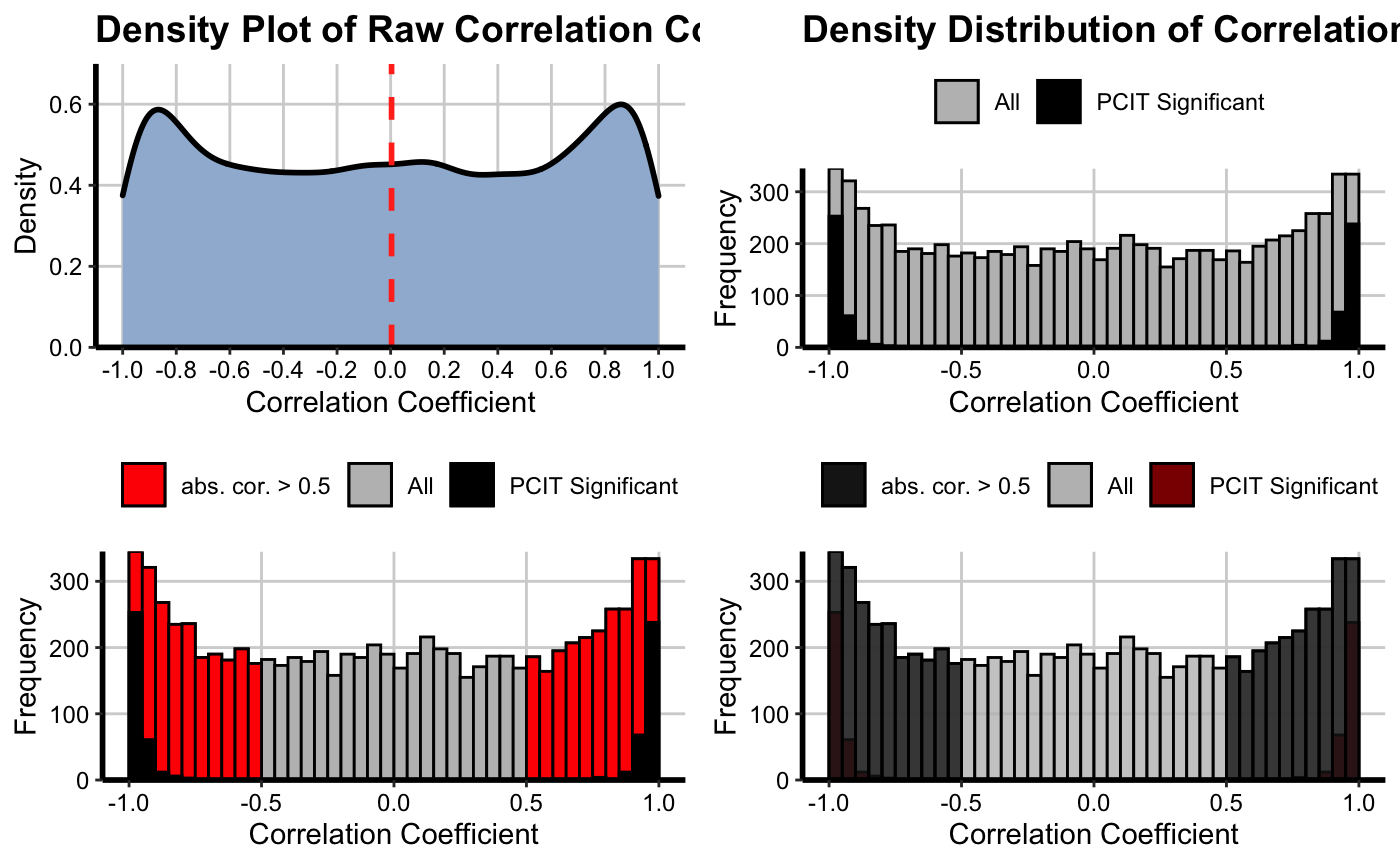 Density Plot of Raw Correlation Co
0.6
0.4
0.2
0.0
Density
-1.0 -0.8 -0.6 -0.4 -0.2 0.0 0.2 0.4 0.6 0.8 1.0
Correlation Coefficient
Density Distribution of Correlation
All PCIT Significant
300
200
100
0
Frequency
-1.0 -0.5 0.0 0.5 1.0
Correlation Coefficient
abs. cor. > 0.5 All PCIT Significant
300
200
100
0
Frequency
-1.0 -0.5 0.0 0.5 1.0
Correlation Coefficient
abs. cor. > 0.5 All PCIT Significant
300
200
100
0
Frequency
-1.0 -0.5 0.0 0.5 1.0
Correlation Coefficient